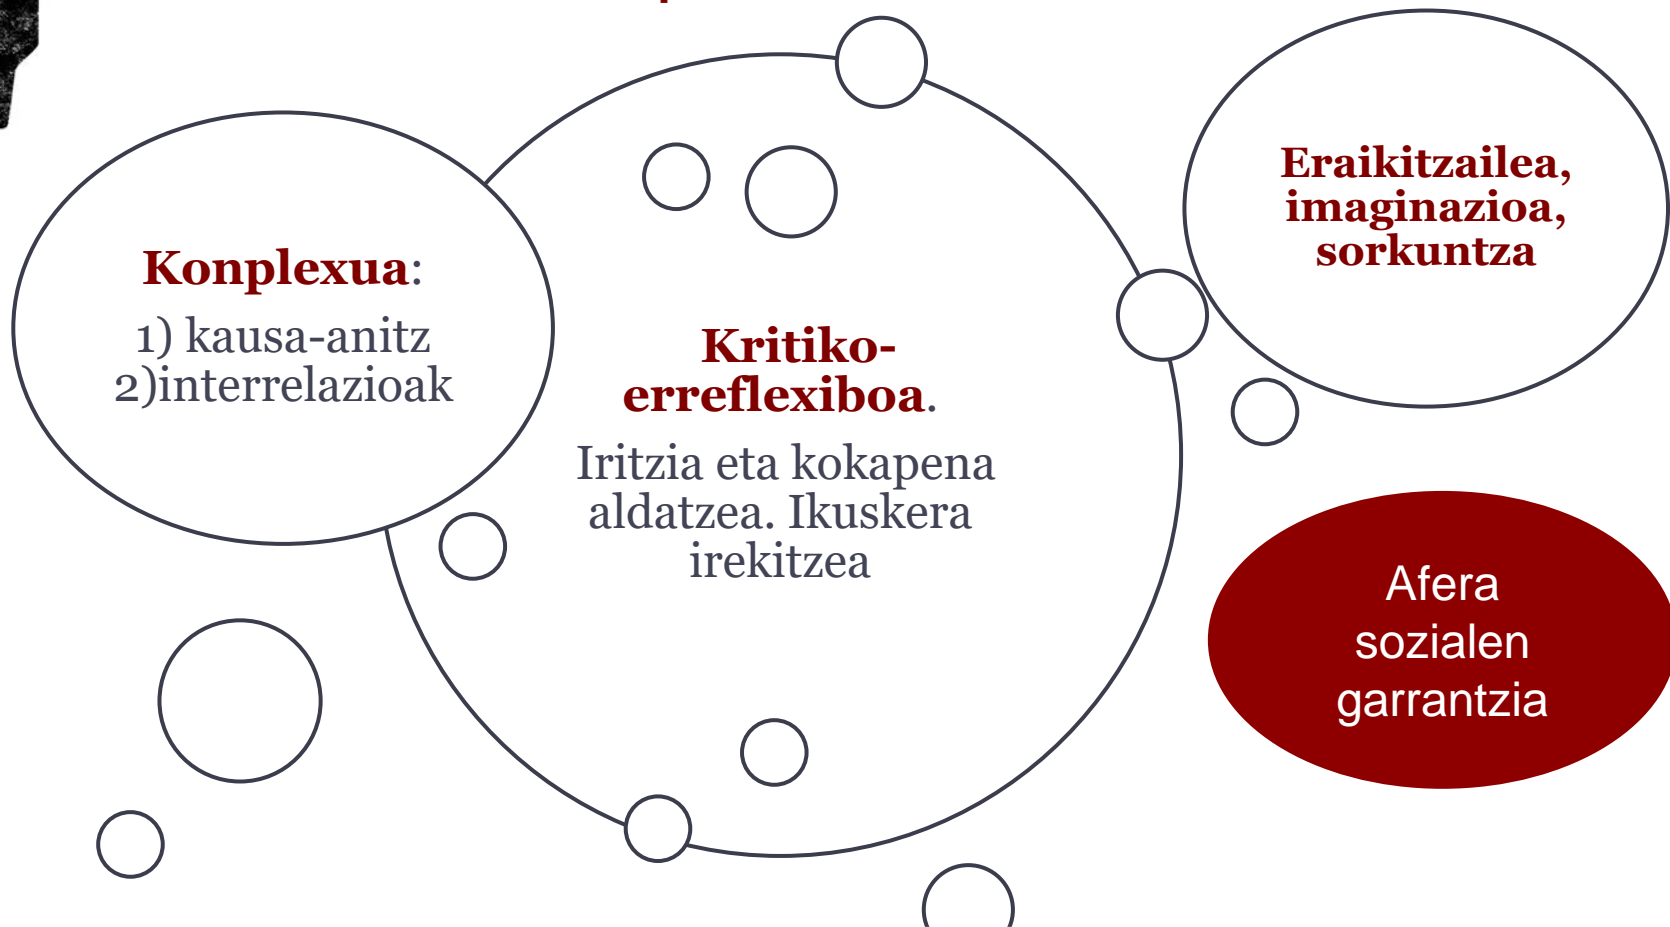 Konplexua:
1) kausa-anitz
2)interrelazioak
Kritiko-
erreflexiboa.
Iritzia eta kokapena
aldatzea. Ikuskera
irekitzea
Eraikitzailea,
imaginazioa,
sorkuntza
Afera
sozialen
garrantzia